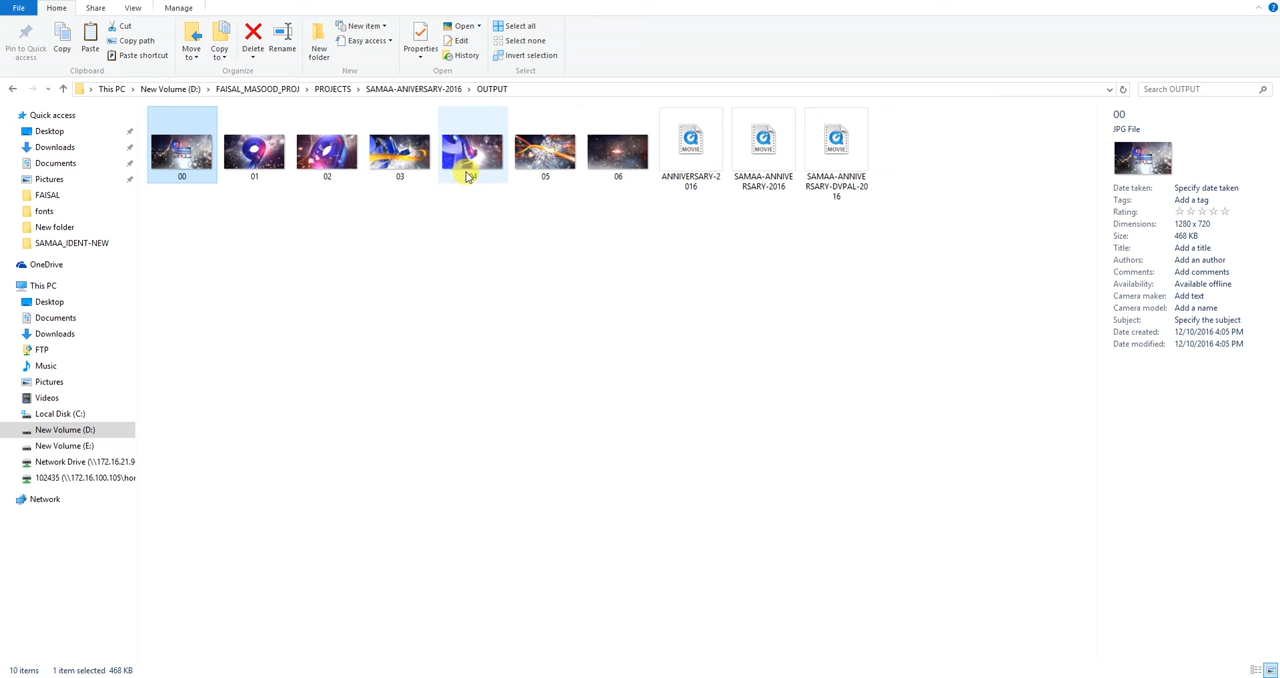 File Home Share View Manage
Pin to Quick access
Copy
Paste
Cut
Copy path
Paste shortcut
Clipboard
Move to
Copy to
Delete
Rename
Organize
New folder
New item
Easy access
New
Properties
Open
Edit
History
Open
Select all
Select none
Invert selection
Select
This PC > New Volume (D:) > FAISAL_MASOOD_PROJ > PROJECTS > SAMAA-ANIVERSARY-2016 > OUTPUT
Search OUTPUT
Quick access
Desktop
Downloads
Documents
Pictures
FAISAL
fonts
New folder
SAMAA_IDENT-NEW
OneDrive
This PC
Desktop
Documents
Downloads
FTP
Music
Pictures
Videos
Local Disk (C:)
New Volume (D:)
New Volume (E:)
Network Drive (\\172.16.21.9
102435 (\\172.16.100.105\hor
Network
00
01
02
03
04
05
06
MOVIE
ANNIVERSARY-2
016
MOVIE
SAMAA-ANNIVE
RSARY-2016
MOVIE
SAMAA-ANNIVE
RSARY-DVPAL-20
16
00
JPG File
Date taken: Specify date taken
Tags: Add a tag
Rating:
Dimensions: 1280 x 720
Size: 468 KB
Title: Add a title
Authors: Add an author
Comments: Add comments
Availability: Available offline
Camera maker: Add text
Camera model: Add a name
Subject: Specify the subject
Date created: 12/10/2016 4:05 PM
Date modified: 12/10/2016 4:05 PM
10 items 1 item selected 468 KB